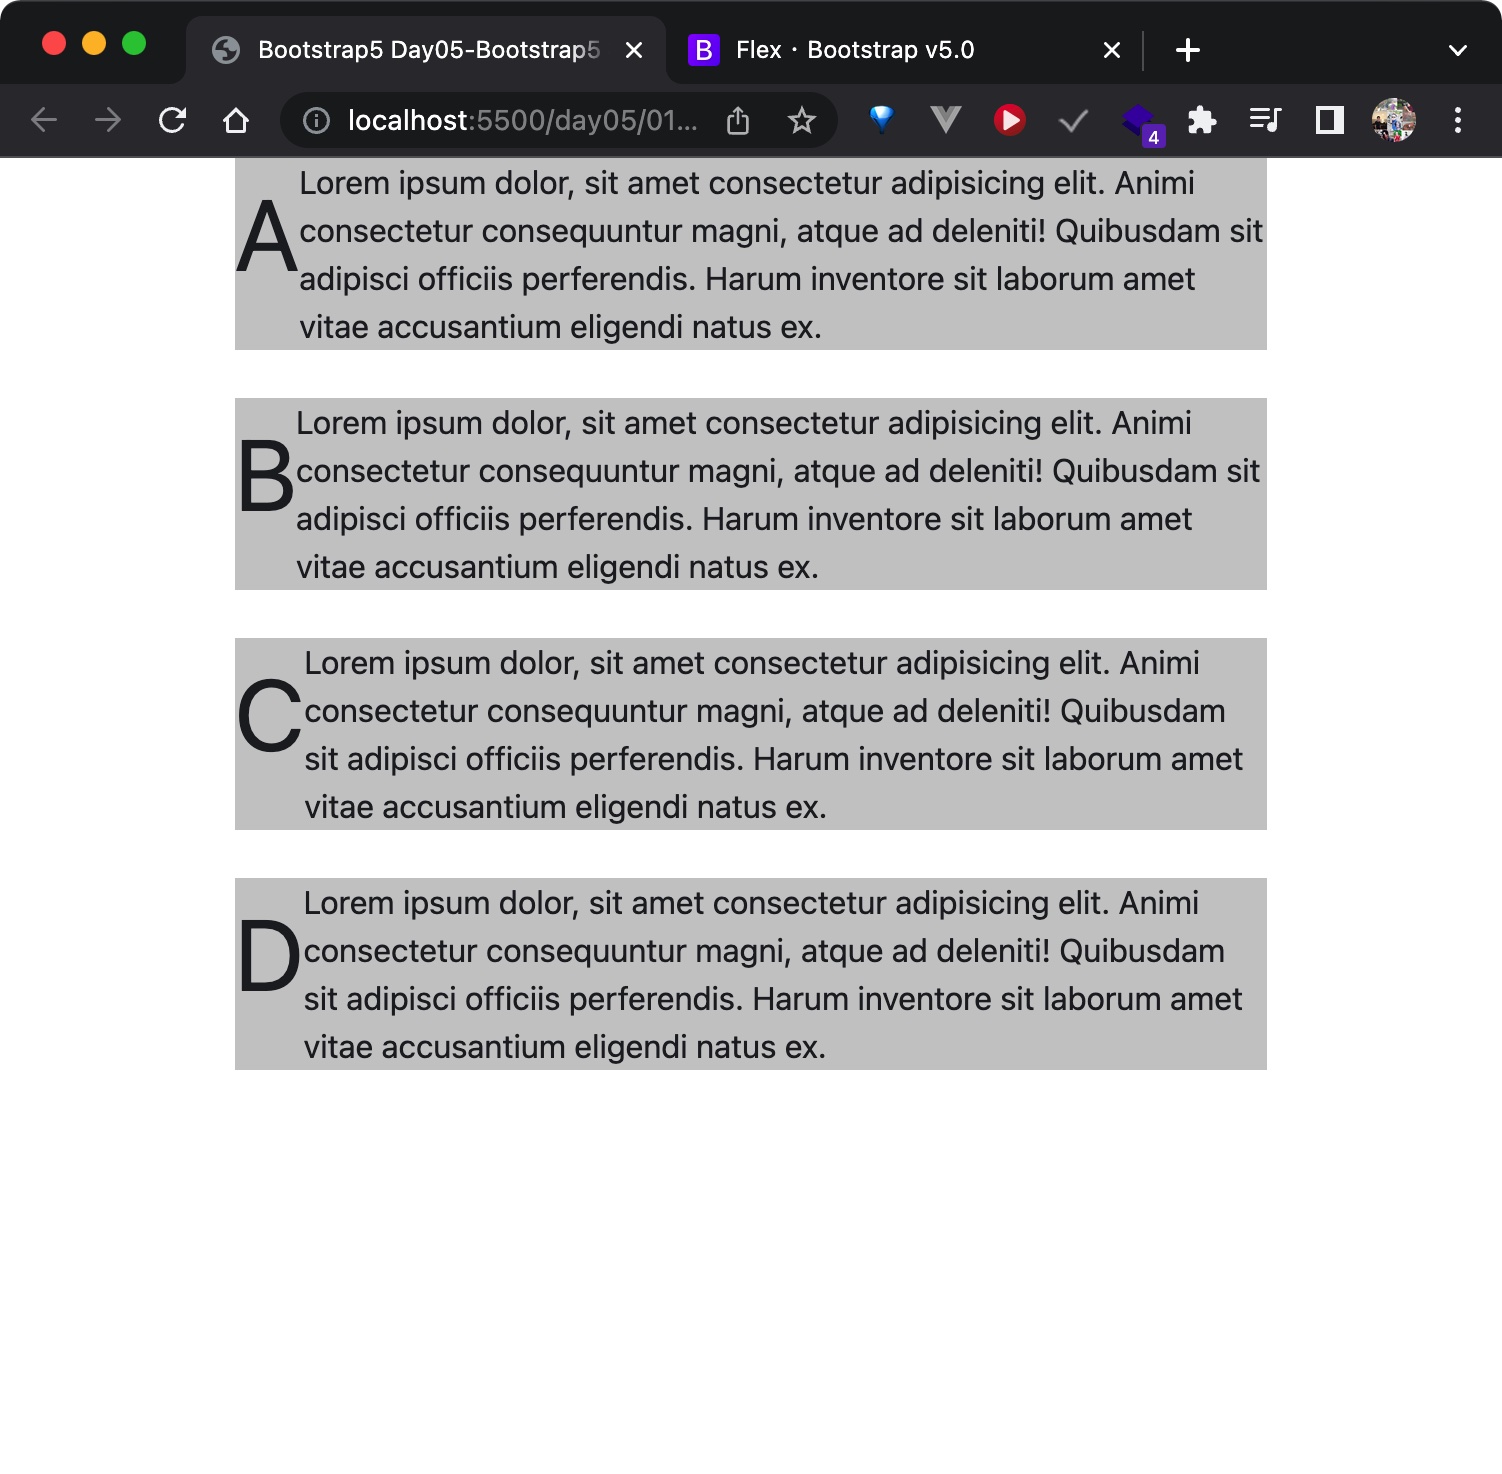 Bootstrap5 Day05-Bootstrap5
B Flex · Bootstrap v5.0
localhost:5500/day05/01...
4
A
Lorem ipsum dolor, sit amet consectetur adipisicing elit. Animi
consectetur consequuntur magni, atque ad deleniti! Quibusdam sit
adipisci officiis perferendis. Harum inventore sit laborum amet
vitae accusantium eligendi natus ex.
B
Lorem ipsum dolor, sit amet consectetur adipisicing elit. Animi
consectetur consequuntur magni, atque ad deleniti! Quibusdam sit
adipisci officiis perferendis. Harum inventore sit laborum amet
vitae accusantium eligendi natus ex.
C
Lorem ipsum dolor, sit amet consectetur adipisicing elit. Animi
consectetur consequuntur magni, atque ad deleniti! Quibusdam
sit adipisci officiis perferendis. Harum inventore sit laborum amet
vitae accusantium eligendi natus ex.
D
Lorem ipsum dolor, sit amet consectetur adipisicing elit. Animi
consectetur consequuntur magni, atque ad deleniti! Quibusdam
sit adipisci officiis perferendis. Harum inventore sit laborum amet
vitae accusantium eligendi natus ex.